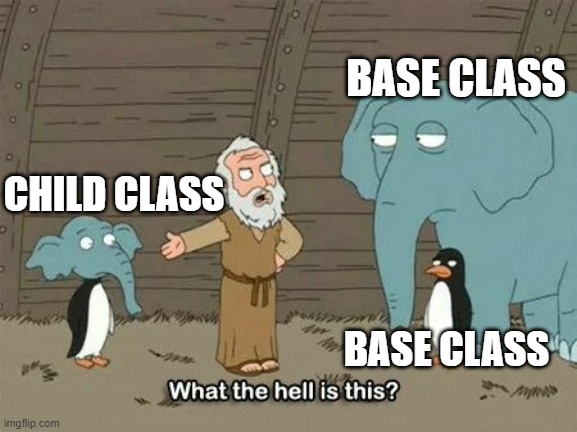 BASE CLASS
CHILD CLASS
BASE CLASS
What the hell is this?
imgflip.com